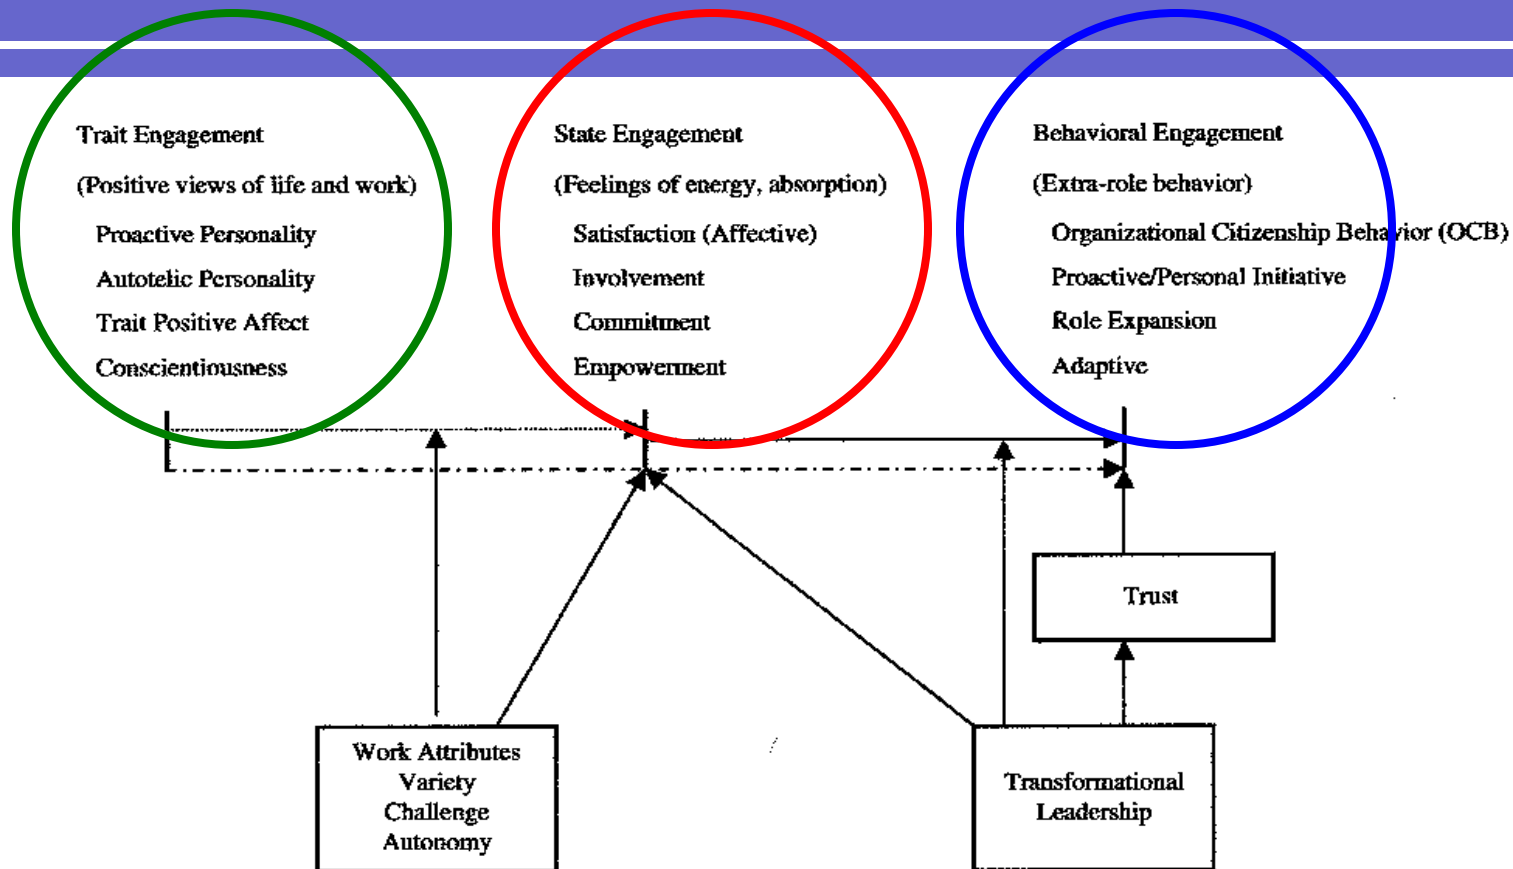 Trait Engagement
(Positive views of life and work)
Proactive Personality
Autotelic Personality
Trait Positive Affect
Conscientiousness
State Engagement
(Feelings of energy, absorption)
Satisfaction (Affective)
Involvement
Commitment
Empowerment
Behavioral Engagement
(Extra-role behavior)
Organizational Citizenship Behavior (OCB)
Proactive/Personal Initiative
Role Expansion
Adaptive
Trust
Work Attributes
Variety
Challenge
Autonomy
Transformational
Leadership